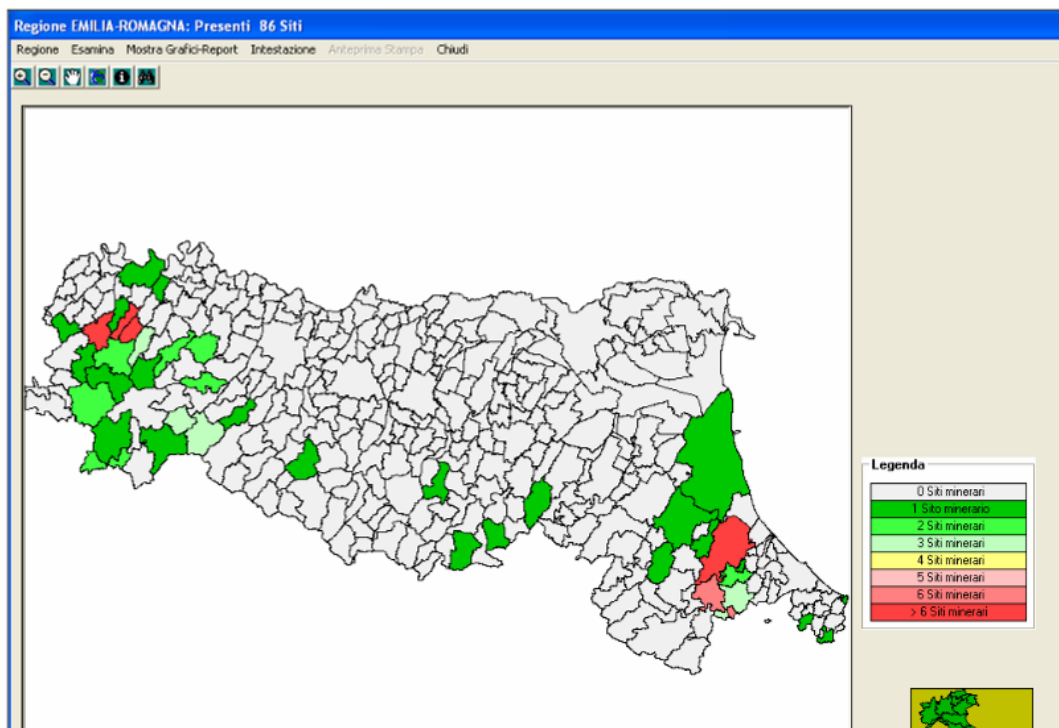 Regione EMILIA-ROMAGNA: Presenti 86 Siti
Regione Esamina Mostra Grafici-Report Intestazione Anteprima Stampa Chiudi
Legenda
0 Siti minerari
1 Sito minerario
2 Siti minerari
3 Siti minerari
4 Siti minerari
5 Siti minerari
6 Siti minerari
> 6 Siti minerari